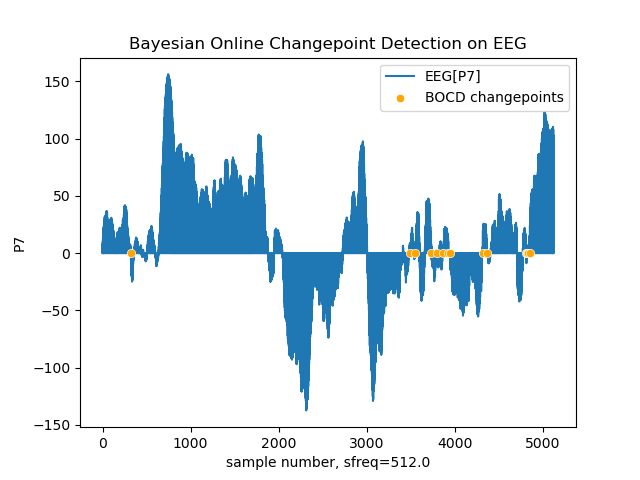 Bayesian Online Changepoint Detection on EEG
EEG[P7]
BOCD changepoints
150
100
50
0
−50
−100
−150
P7
0
1000
2000
3000
4000
5000
sample number, sfreq=512.0